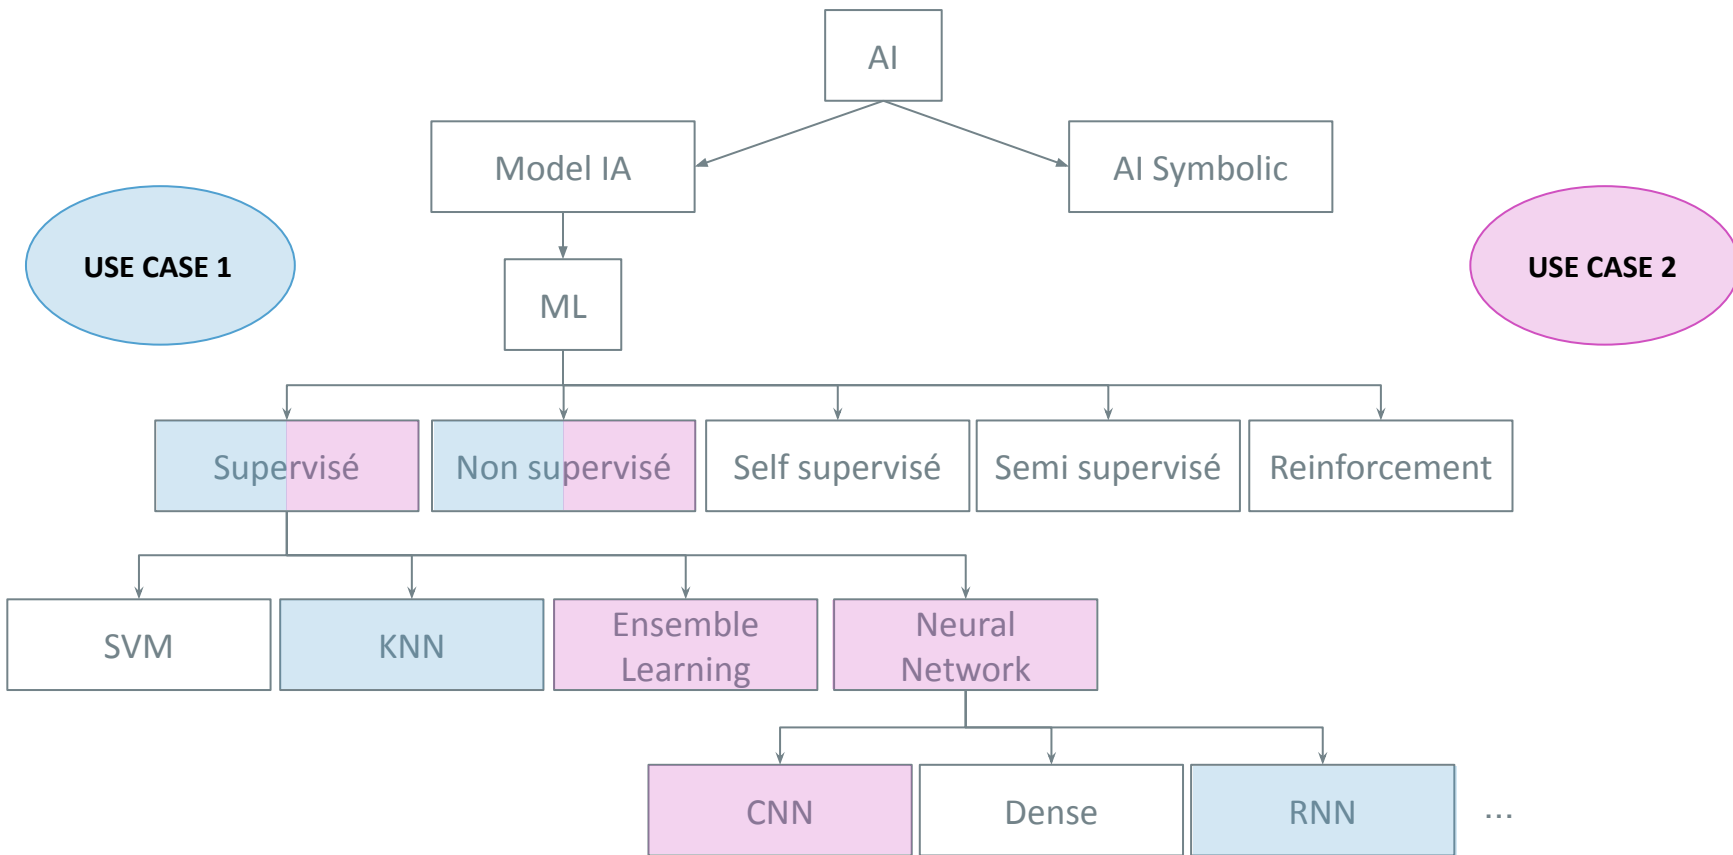 AI
Model IA
AI Symbolic
USE CASE 1
USE CASE 2
ML
Supervisé
Non supervisé
Self supervisé
Semi supervisé
Reinforcement
SVM
KNN
Ensemble
Learning
Neural
Network
CNN
Dense
RNN
...